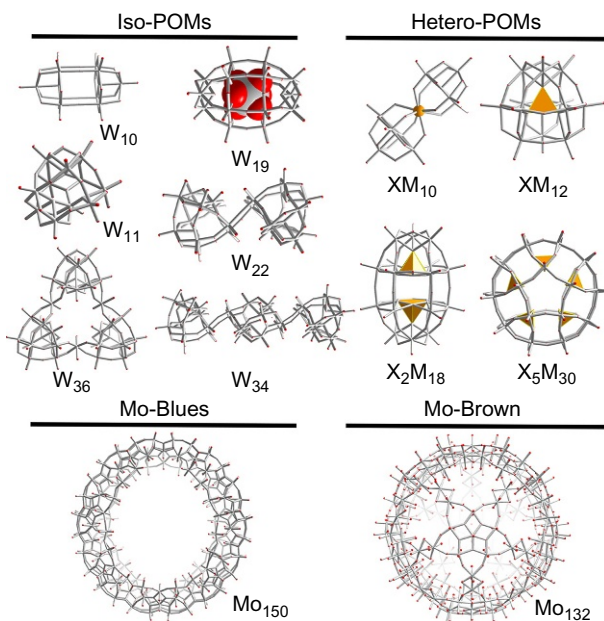 Iso-POMs
Hetero-POMs
W₁₀
W₁₉
XM₁₀
XM₁₂
W₁₁
W₂₂
W₃₆
W₃₄
X₂M₁₈
X₅M₃₀
Mo-Blues
Mo-Brown
Mo₁₅₀
Mo₁₃₂